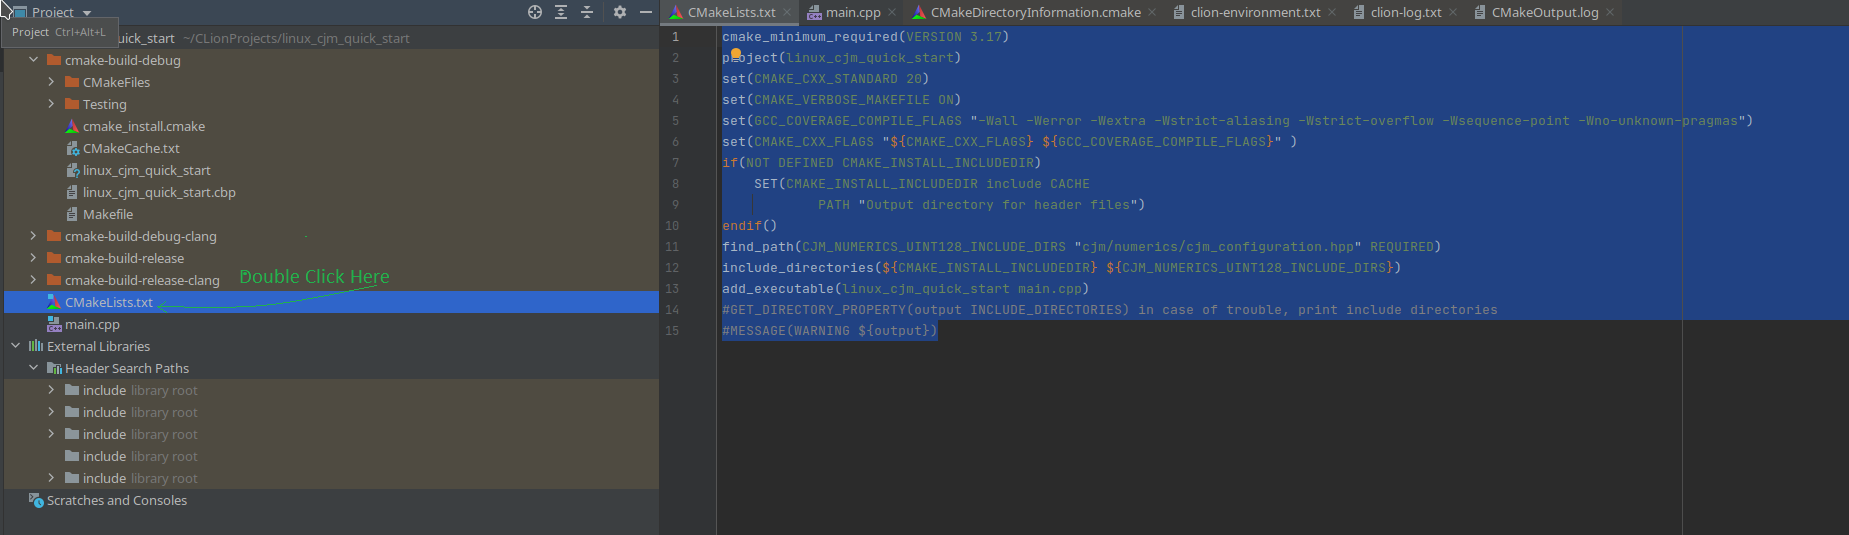 Project
Project Ctrl+Alt+L
uick_start ~/CLionProjects/linux_cjm_quick_start
cmake-build-debug
CMakeFiles
Testing
cmake_install.cmake
CMakeCache.txt
linux_cjm_quick_start
linux_cjm_quick_start.cbp
Makefile
cmake-build-debug-clang
cmake-build-release
cmake-build-release-clang
Double Click Here
CMakeLists.txt
main.cpp
External Libraries
Header Search Paths
include library root
include library root
include library root
include library root
include library root
Scratches and Consoles
CMakeLists.txt main.cpp CMakeDirectoryInformation.cmake clion-environment.txt clion-log.txt CMakeOutput.log
1 cmake_minimum_required(VERSION 3.17)
2 project(linux_cjm_quick_start)
3 set(CMAKE_CXX_STANDARD 20)
4 set(CMAKE_VERBOSE_MAKEFILE ON)
5 set(GCC_COVERAGE_COMPILE_FLAGS "-Wall -Werror -Wextra -Wstrict-aliasing -Wstrict-overflow -Wsequence-point -Wno-unknown-pragmas")
6 set(CMAKE_CXX_FLAGS "${CMAKE_CXX_FLAGS} ${GCC_COVERAGE_COMPILE_FLAGS}" )
7 if(NOT DEFINED CMAKE_INSTALL_INCLUDEDIR)
8 SET(CMAKE_INSTALL_INCLUDEDIR include CACHE
9 PATH "Output directory for header files")
10 endif()
11 find_path(CJM_NUMERICS_UINT128_INCLUDE_DIRS "cjm/numerics/cjm_configuration.hpp" REQUIRED)
12 include_directories(${CMAKE_INSTALL_INCLUDEDIR} ${CJM_NUMERICS_UINT128_INCLUDE_DIRS})
13 add_executable(linux_cjm_quick_start main.cpp)
14 #GET_DIRECTORY_PROPERTY(output INCLUDE_DIRECTORIES) in case of trouble, print include directories
15 #MESSAGE(WARNING ${output})